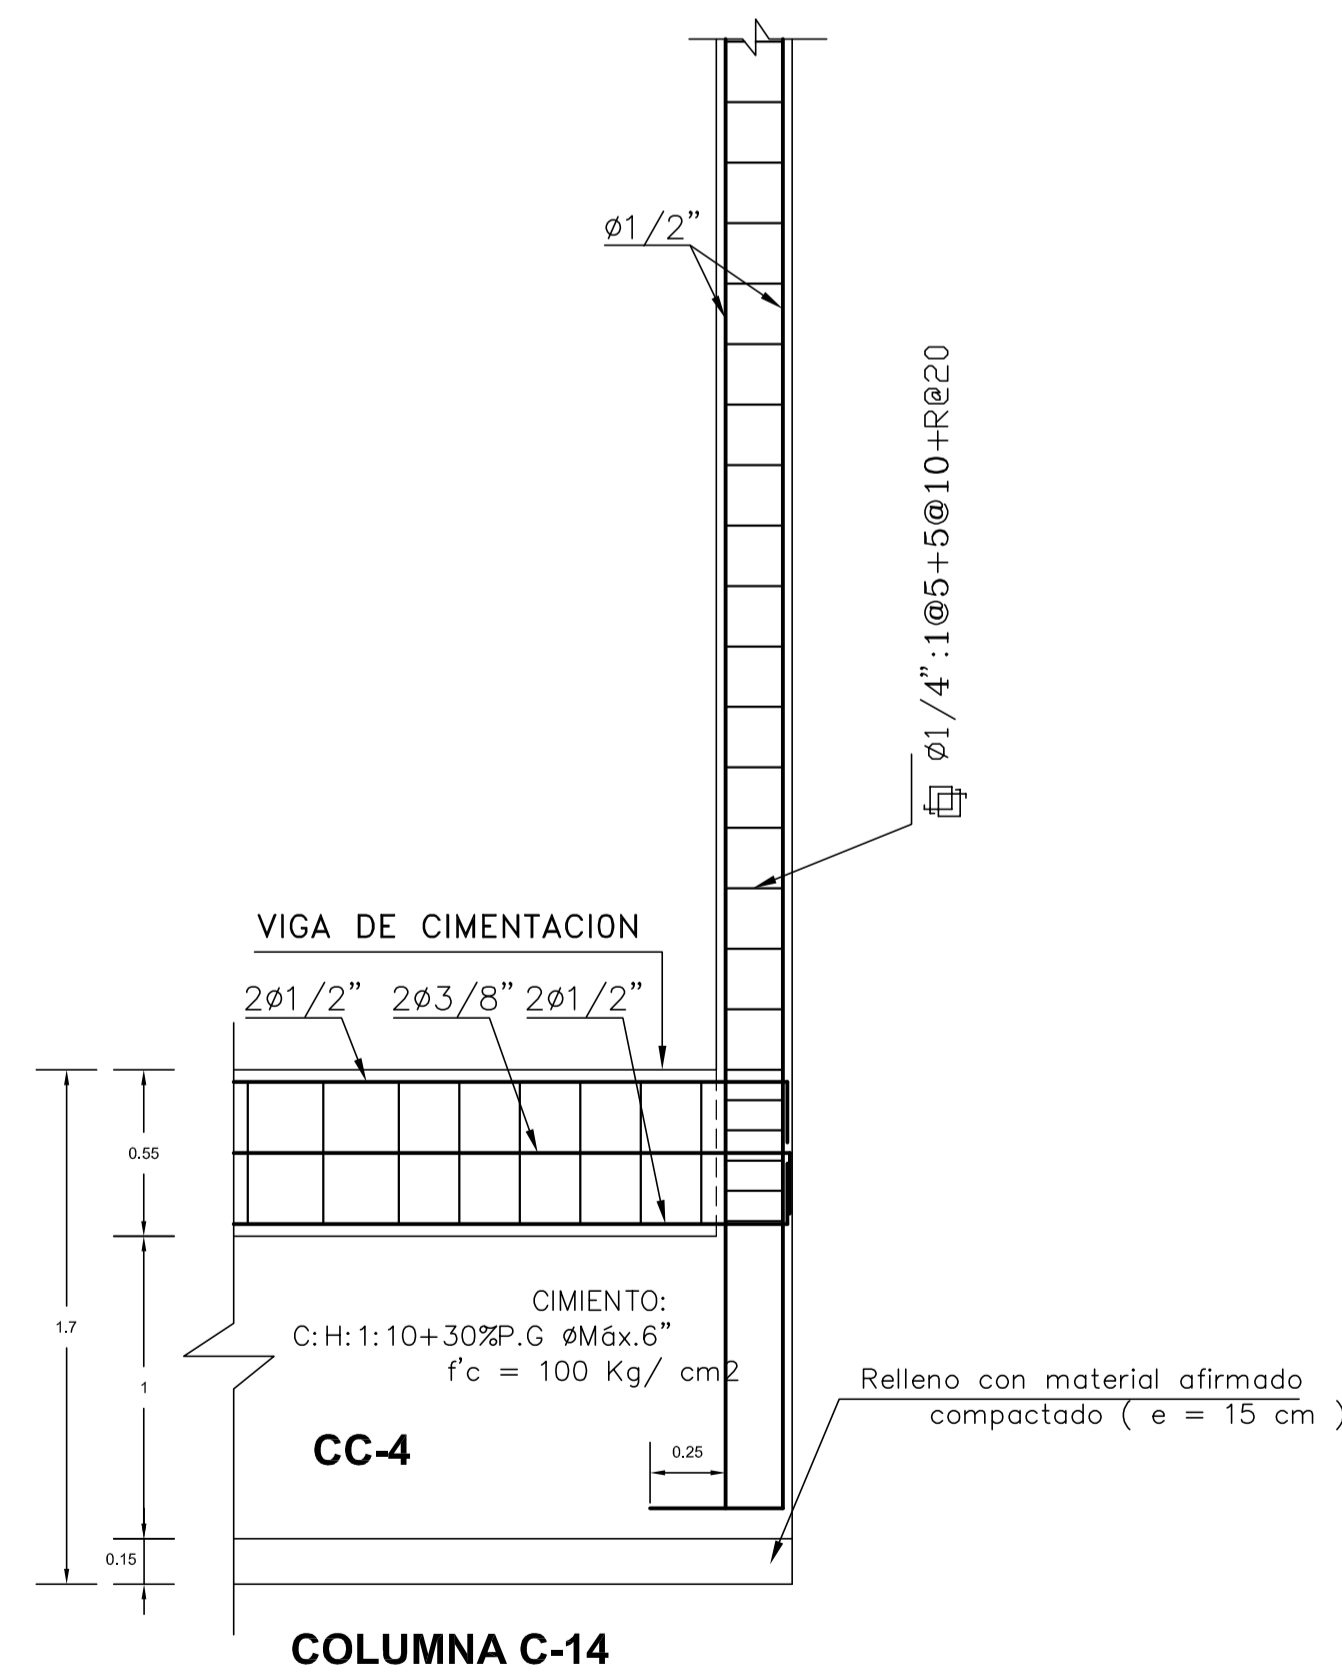 ø1/2”
ø1/4”:1@5+5@10+R@20
VIGA DE CIMENTACION
2ø1/2” 2ø3/8” 2ø1/2”
0.55
1.7
CIMIENTO:
C:H:1:10+30%P.G øMáx.6”
f'c = 100 Kg/ cm2
1
Relleno con material afirmado
compactado ( e = 15 cm )
CC-4
0.25
0.15
COLUMNA C-14